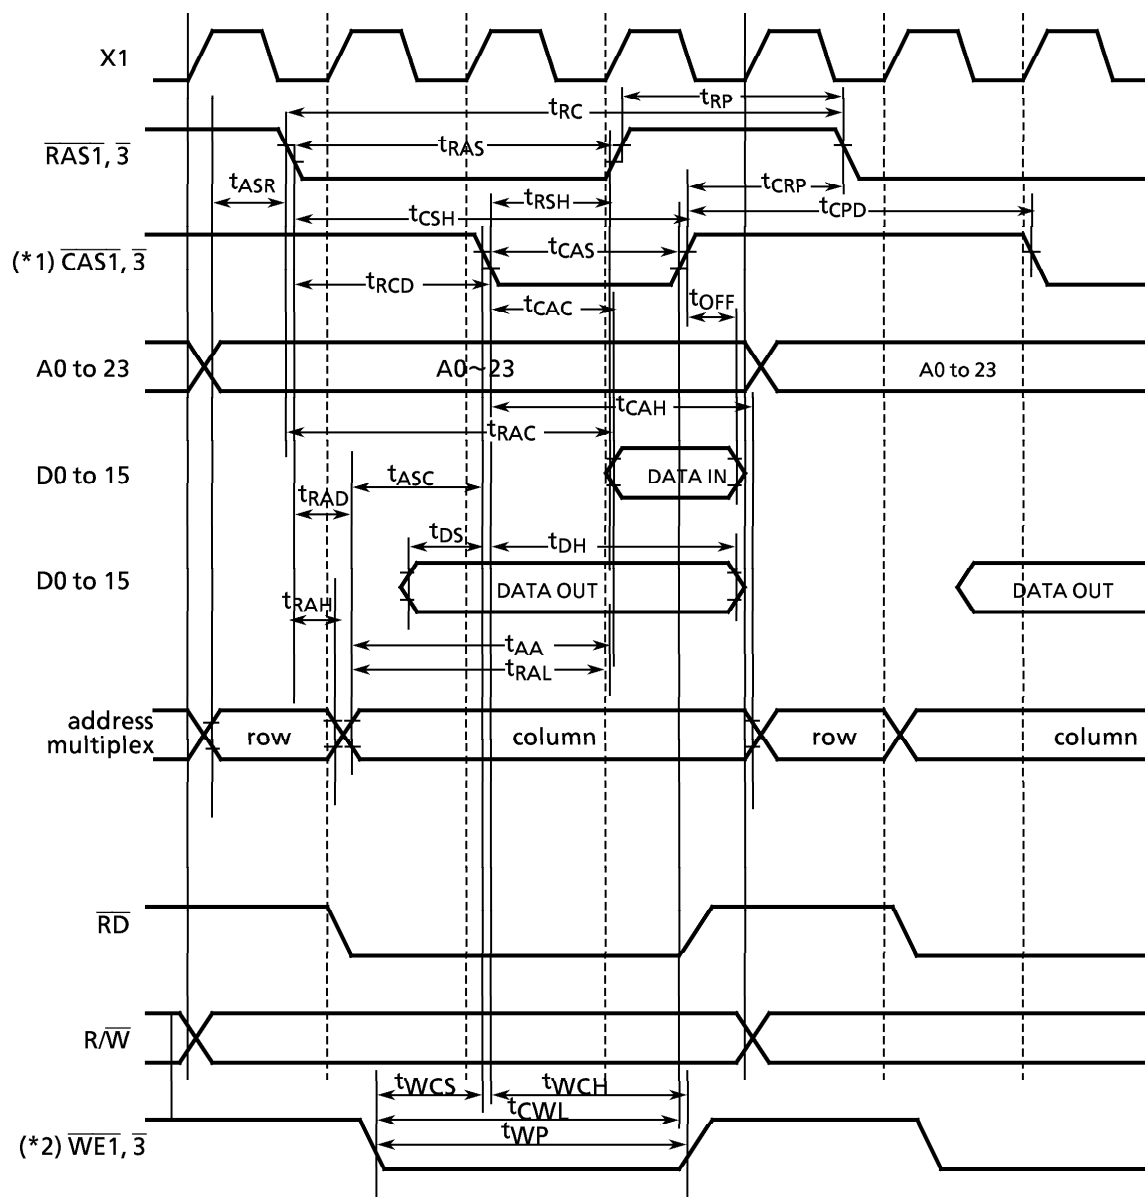 X1
tRP
tRC
RAS1, 3
tRAS
tASR
tRSH
tCRP
tCSH
tCPD
(*1) CAS1, 3
tCAS
tRCD
tCAC
tOFF
A0 to 23
A0~23
A0 to 23
tCAH
tRAC
D0 to 15
tASC
DATA IN
tRAD
tDS
tDH
D0 to 15
DATA OUT
DATA OUT
tRAH
tAA
tRAL
address
multiplex
row
column
row
column
RD
R/W
tWCS
tWCH
tCWL
tWP
(*2) WE1, 3